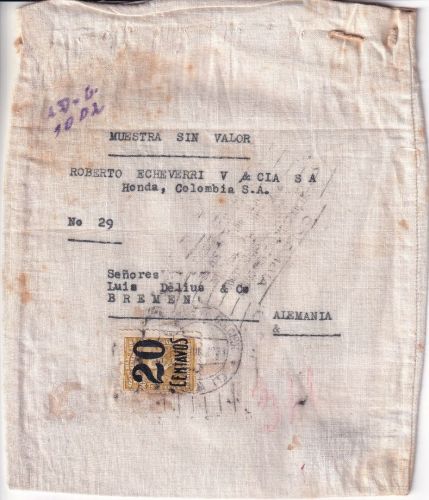 MUESTRA SIN VALOR
ROBERTO ECHEVERRI V & CIA S A
Honda, Colombia S.A.
No 29
Señores
Luis Delius & Co
BREMEN
ALEMANIA
&
20
CENTAVOS